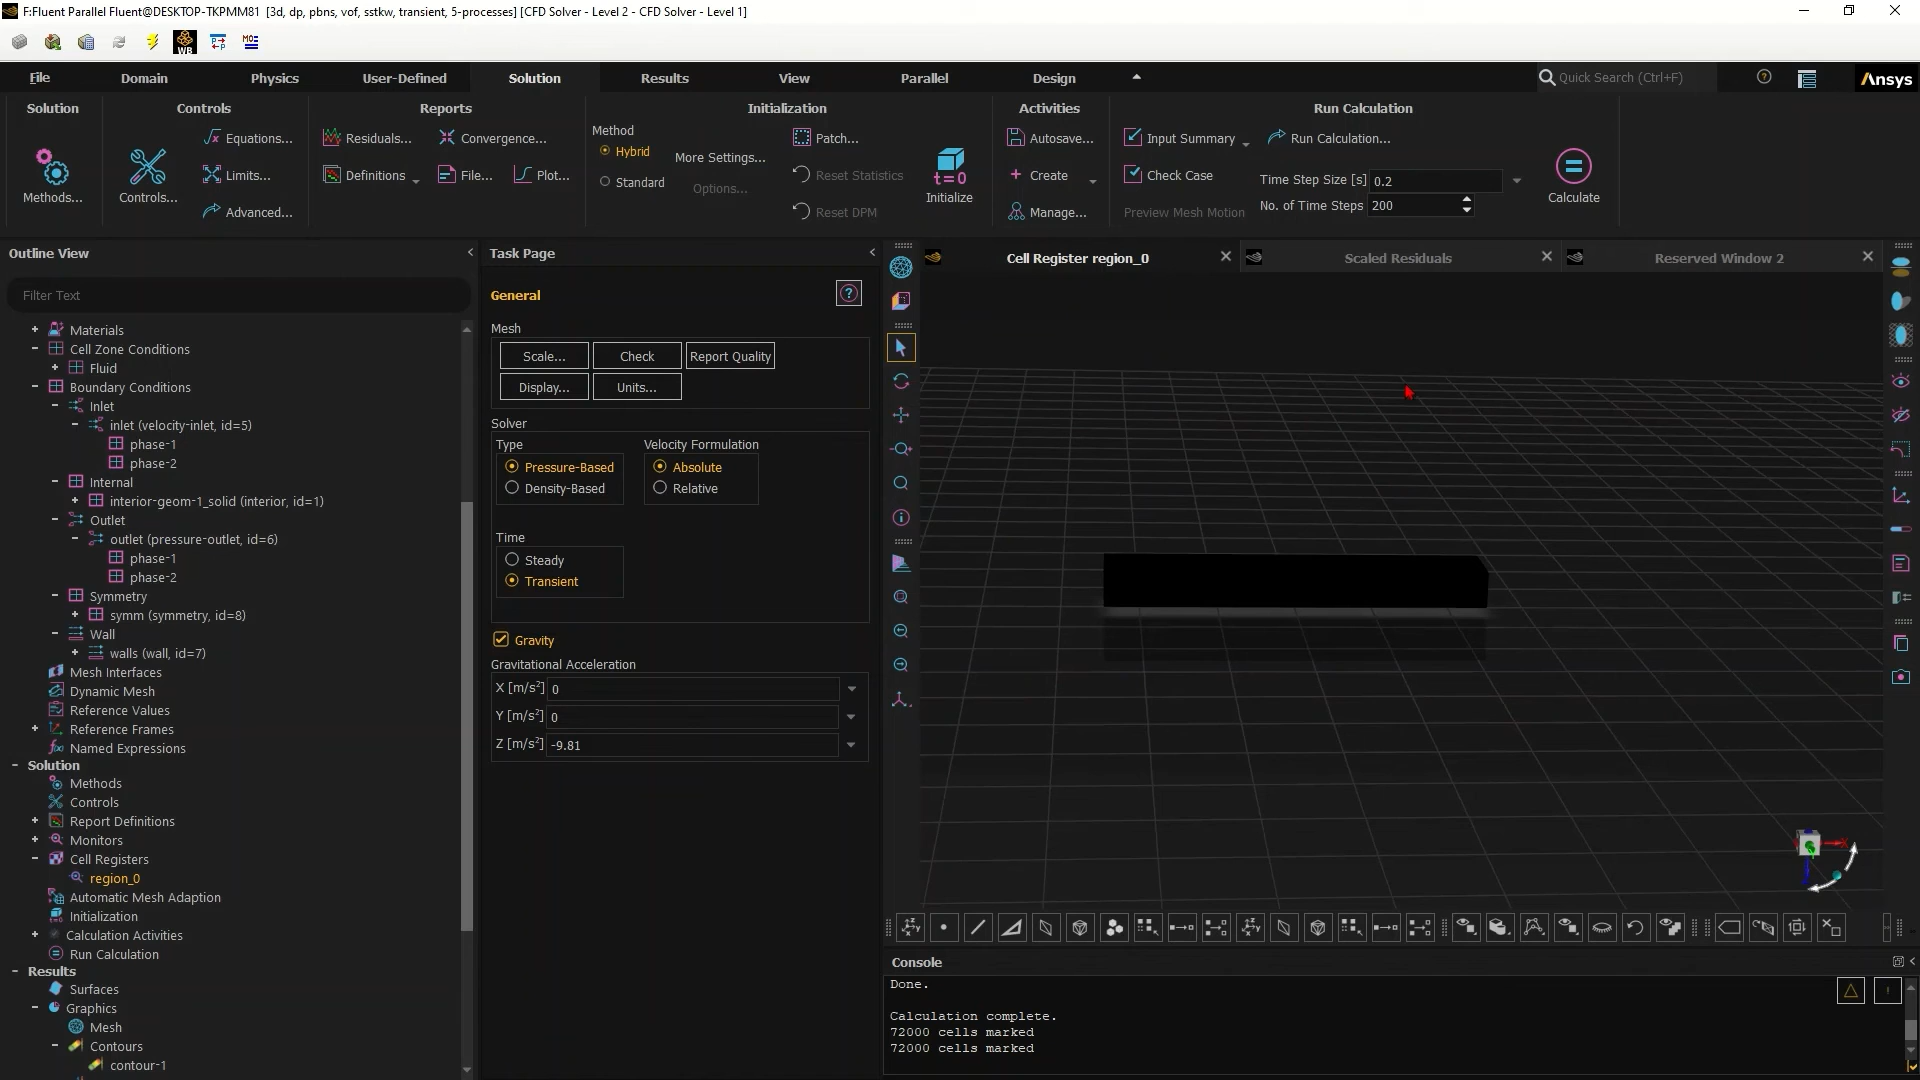 F:Fluent Parallel Fluent@DESKTOP-TKPMM81 [3d, dp, pbns, vof, sstkw, transient, 5-processes] [CFD Solver - Level 2 - CFD Solver - Level 1]
WB
File Domain Physics User-Defined Solution Results View Parallel Design Quick Search (Ctrl+F) Ansys
Solution Controls Reports Initialization Activities Run Calculation
Methods...
Controls...
Equations...
Limits...
Advanced...
Residuals... Convergence...
Definitions File... Plot...
Method
Hybrid
Standard
More Settings...
Options...
Patch...
Reset Statistics
Reset DPM
t=0
Initialize
Autosave...
Create
Manage...
Input Summary
Check Case
Preview Mesh Motion
Run Calculation...
Time Step Size [s] 0.2
No. of Time Steps 200
Calculate
Outline View
Filter Text
Materials
Cell Zone Conditions
Fluid
Boundary Conditions
Inlet
inlet (velocity-inlet, id=5)
phase-1
phase-2
Internal
interior-geom-1_solid (interior, id=1)
Outlet
outlet (pressure-outlet, id=6)
phase-1
phase-2
Symmetry
symm (symmetry, id=8)
Wall
walls (wall, id=7)
Mesh Interfaces
Dynamic Mesh
Reference Values
Reference Frames
Named Expressions
Solution
Methods
Controls
Report Definitions
Monitors
Cell Registers
region_0
Automatic Mesh Adaption
Initialization
Calculation Activities
Run Calculation
Results
Surfaces
Graphics
Mesh
Contours
contour-1
Task Page
General
Mesh
Scale... Check Report Quality
Display... Units...
Solver
Type
Pressure-Based
Density-Based
Velocity Formulation
Absolute
Relative
Time
Steady
Transient
Gravity
Gravitational Acceleration
X [m/s²] 0
Y [m/s²] 0
Z [m/s²] -9.81
Cell Register region_0 Scaled Residuals Reserved Window 2
Console
Done.
Calculation complete.
72000 cells marked
72000 cells marked